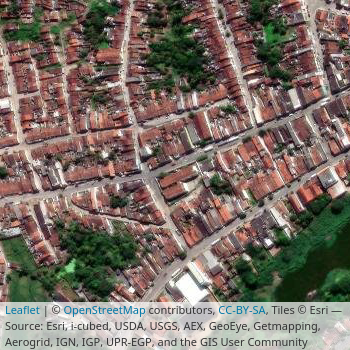 Leaflet | © OpenStreetMap contributors, CC-BY-SA, Tiles © Esri —
Source: Esri, i-cubed, USDA, USGS, AEX, GeoEye, Getmapping,
Aerogrid, IGN, IGP, UPR-EGP, and the GIS User Community